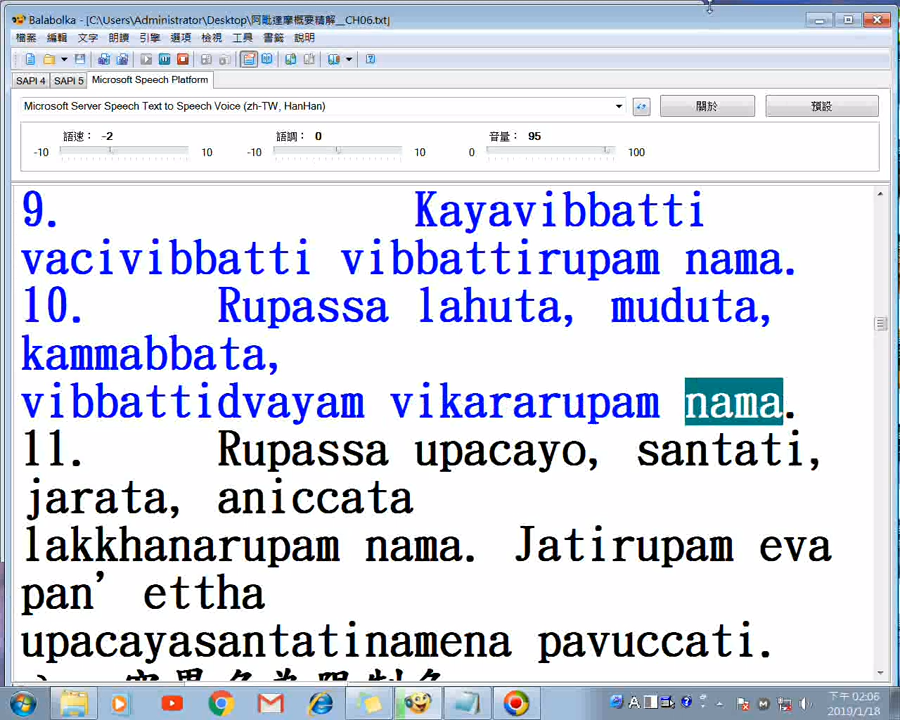 Balabolka - [C:\Users\Administrator\Desktop\阿毗達摩概要精解__CH06.txt]
檔案 編輯 文字 朗讀 引擎 選項 檢視 工具 書籤 說明
SAPI 4 SAPI 5 Microsoft Speech Platform
Microsoft Server Speech Text to Speech Voice (zh-TW, HanHan) 關於 預設
語速： -2 語調： 0 音量： 95
-10 10 -10 10 0 100
9. Kayavibbatti
vacivibbatti vibbattirupam nama.
10. Rupassa lahuta, muduta,
kammabbata,
vibbattidvayam vikararupam nama.
11. Rupassa upacayo, santati,
jarata, aniccata
lakkhanarupam nama. Jatirupam eva
pan’ ettha
upacayasantatinamena pavuccati.
下午 02:06
2019/1/18